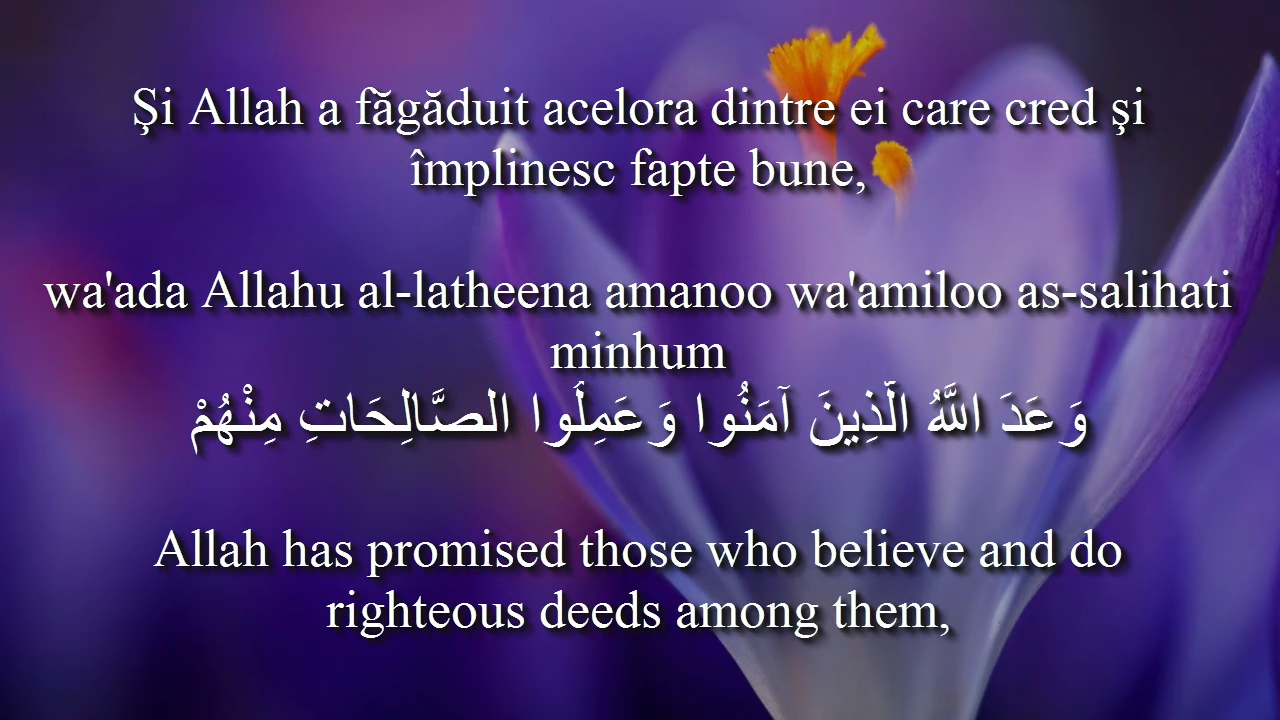 Şi Allah a făgăduit acelora dintre ei care cred şi
împlinesc fapte bune,
wa'ada Allahu al-latheena amanoo wa'amiloo as-salihati
minhum
وَعَدَ اللَّهُ الَّذِينَ آمَنُوا وَعَمِلُوا الصَّالِحَاتِ مِنْهُمْ
Allah has promised those who believe and do
righteous deeds among them,